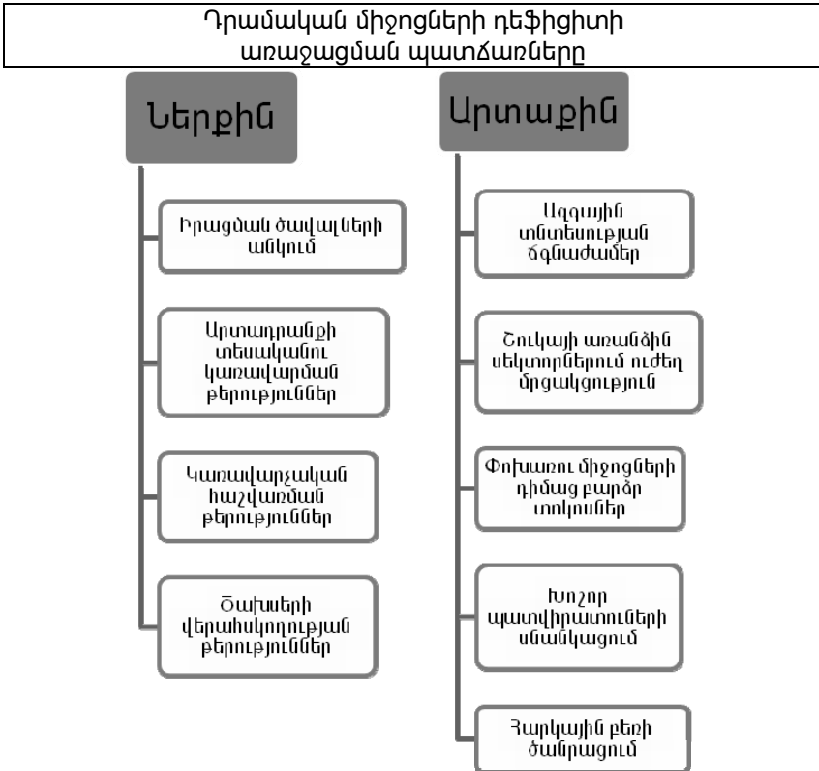 Դրամական միջոցների դեֆիցիտի
առաջացման պատճառները
Ներքին
Իրացման ծավալների
անկում
Արտադրանքի
տեսականու
կառավարման
թերություններ
Կառավարչական
հաշվառման
թերություններ
Ծախսերի
վերահսկողության
թերություններ
Արտաքին
Ազգային
տնտեսության
ճգնաժամեր
Շուկայի առանձին
սեկտորներում ուժեղ
մրցակցություն
Փոխառու միջոցների
դիմաց բարձր
տոկոսներ
Խոշոր
պատվիրատուների
սնանկացում
Հարկային բեռի
ծանրացում